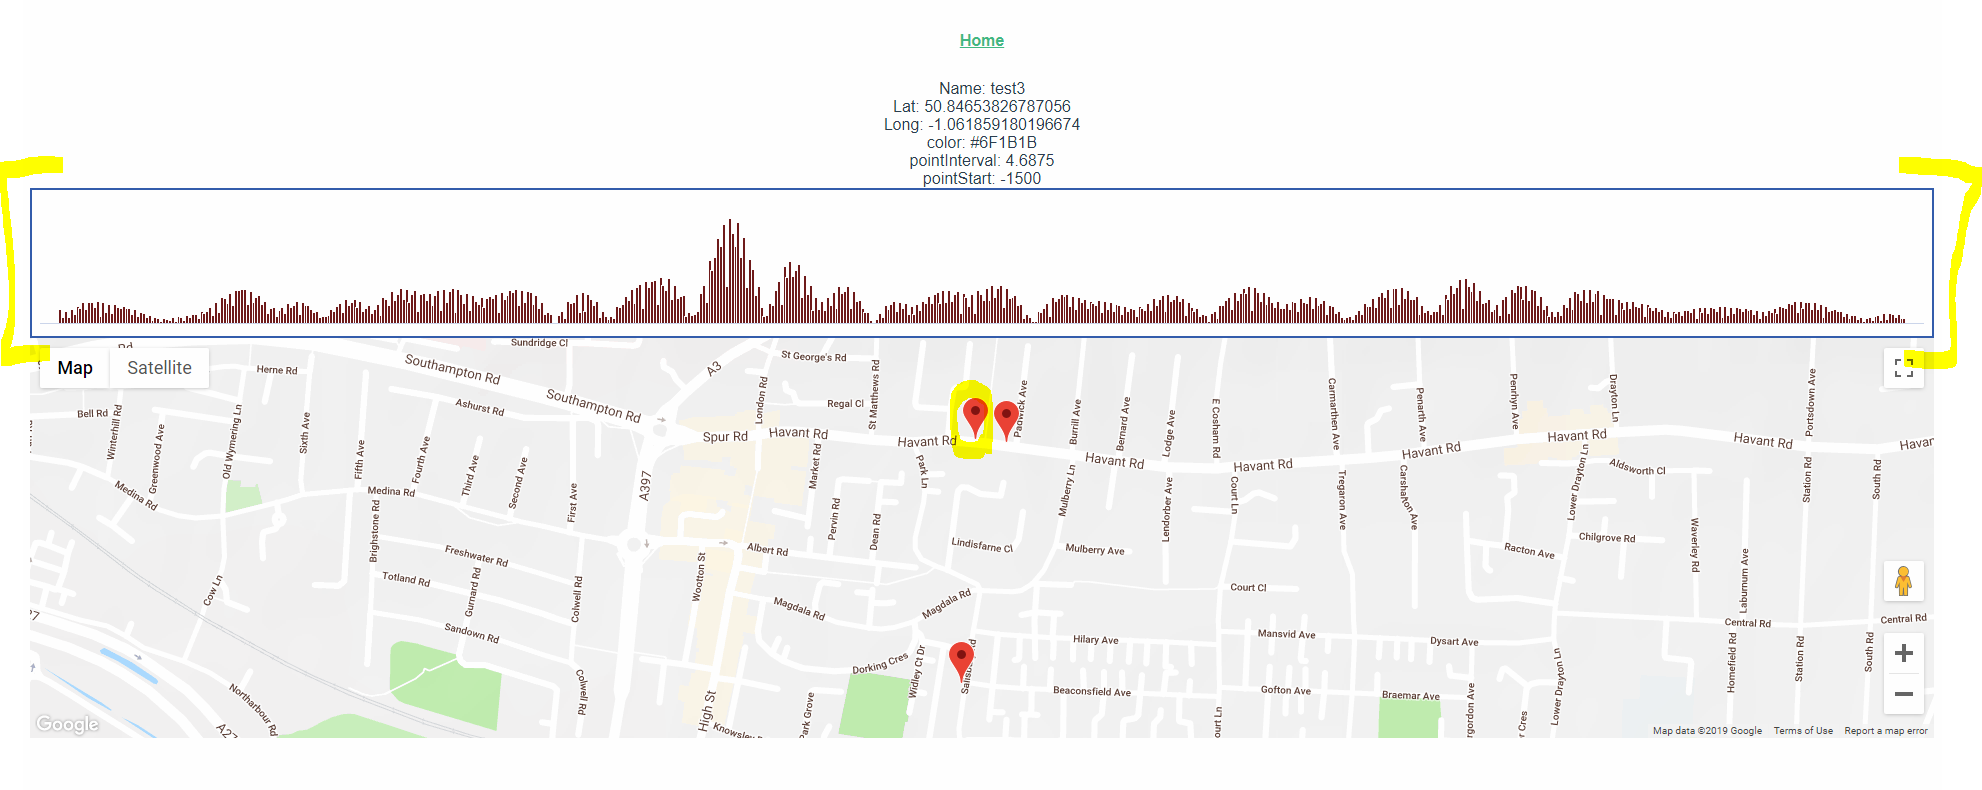 Home
Name: test3
Lat: 50.84653826787056
Long: -1.061859180196674
color: #6F1B1B
pointInterval: 4.6875
pointStart: -1500
Map
Satellite
Rd
Sundridge Cl
Southampton Rd
Herne Rd
St George's Rd
A3
St Matthews Rd
London Rd
Regal Cl
Padwick Ave
Burrill Ave
Bernard Ave
Lodge Ave
E Cosham Rd
Carmarthen Ave
Penarth Ave
Penrhyn Ave
Drayton Ln
Portsdown Ave
Southampton Rd
Ashurst Rd
Bell Rd
Winterhill Rd
Greenwood Ave
Old Wymering Ln
Sixth Ave
Fifth Ave
Fourth Ave
Third Ave
Second Ave
First Ave
A397
Spur Rd
Havant Rd
Market Rd
Havant Rd
Park Ln
Havant Rd
Havant Rd
Havant Rd
Havant Rd
Havant Rd
Havan
Mulberry Ln
Lendorber Ave
Court Ln
Tregaron Ave
Carshalton Ave
Lower Drayton Ln
Aldsworth Cl
Station Rd
South Rd
Medina Rd
Medina Rd
Brighstone Rd
Pervin Rd
Dean Rd
Albert Rd
Lindisfarne Cl
Mulberry Ave
Racton Ave
Chilgrove Rd
Waverley Rd
Laburnum Ave
Freshwater Rd
Totland Rd
Gurnard Rd
Colwell Rd
Wootton St
Cow Ln
Court Cl
Magdala Rd
Magdala Rd
Sandown Rd
Hilary Ave
Mansvid Ave
Dysart Ave
Central Rd
Central Rd
Homefield Rd
Station Rd
South Rd
Dorking Cres
Widley Ct Dr
Beaconsfield Ave
Gofton Ave
Braemar Ave
Lower Drayton Ln
Colwell Rd
High St
Park Grove
Knowsley
Northarbour Rd
A27
ourt Ln
rgordon Ave
r Cres
Google
Map data ©2019 Google
Terms of Use
Report a map error